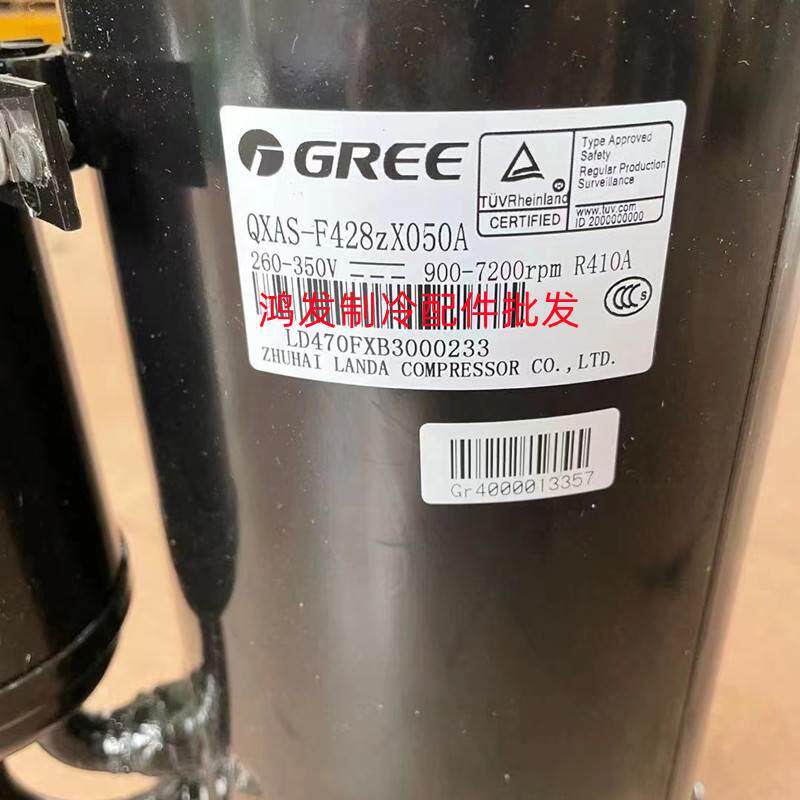 GREE
TÜVRheinland
CERTIFIED
Type Approved
Safety
Regular Production
Surveillance
www.tuv.com
ID 2000000000
QXAS-F428zX050A
260-350V 900-7200rpm R410A
鸿发制冷配件批发
LD470FXB3000233
ZHUHAI LANDA COMPRESSOR CO.,LTD.
Gr4000013357